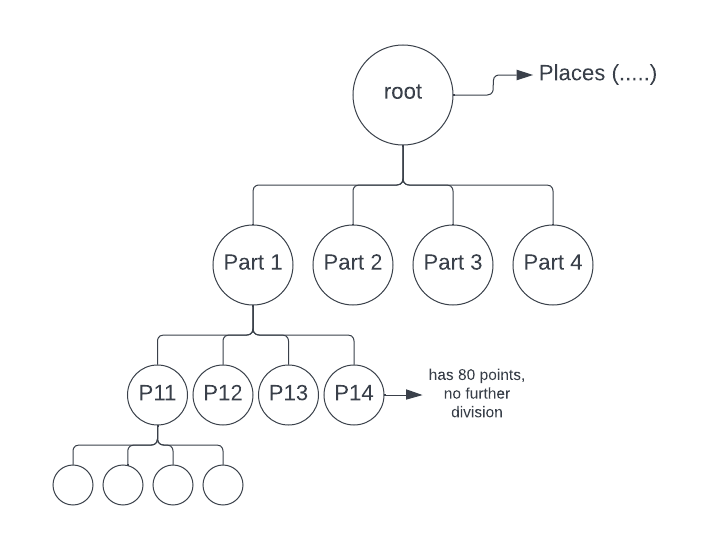 root
Places (.....)
Part 1
Part 2
Part 3
Part 4
P11
P12
P13
P14
has 80 points,
no further
division